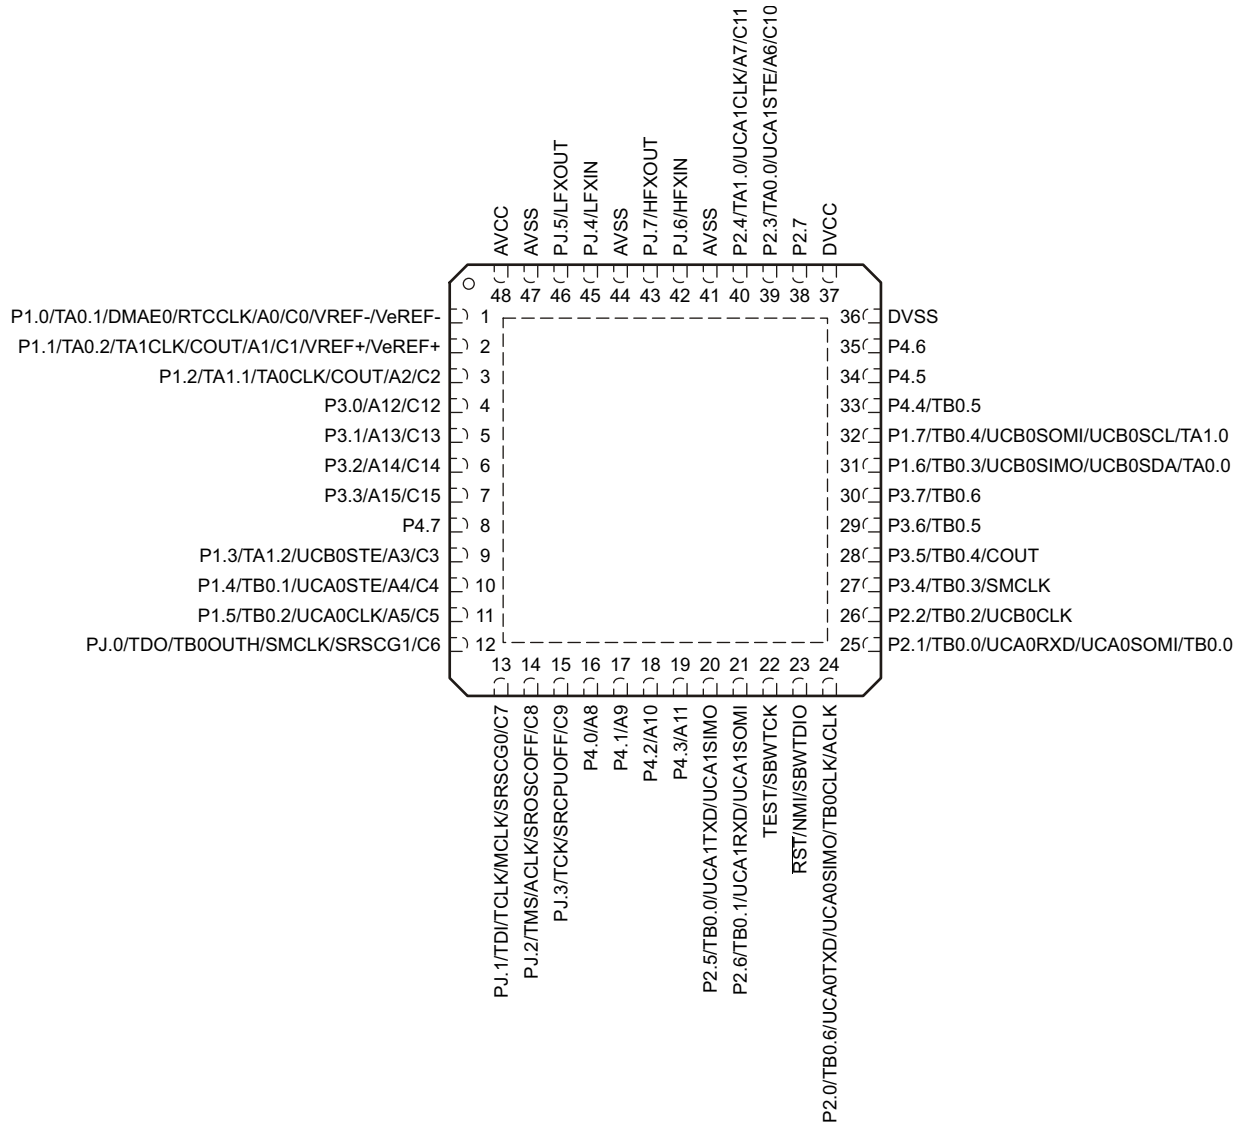 P2.4/TA1.0/UCA1CLK/A7/C11
P2.3/TA0.0/UCA1STE/A6/C10
AVCC
AVSS
PJ.5/LFXOUT
PJ.4/LFXIN
AVSS
PJ.7/HFXOUT
PJ.6/HFXIN
AVSS
P2.7
DVCC
48 47 46 45 44 43 42 41 40 39 38 37
P1.0/TA0.1/DMAE0/RTCCLK/A0/C0/VREF-/VeREF- 1
P1.1/TA0.2/TA1CLK/COUT/A1/C1/VREF+/VeREF+ 2
P1.2/TA1.1/TA0CLK/COUT/A2/C2 3
P3.0/A12/C12 4
P3.1/A13/C13 5
P3.2/A14/C14 6
P3.3/A15/C15 7
P4.7 8
P1.3/TA1.2/UCB0STE/A3/C3 9
P1.4/TB0.1/UCA0STE/A4/C4 10
P1.5/TB0.2/UCA0CLK/A5/C5 11
PJ.0/TDO/TB0OUTH/SMCLK/SRSCG1/C6 12
36 DVSS
35 P4.6
34 P4.5
33 P4.4/TB0.5
32 P1.7/TB0.4/UCB0SOMI/UCB0SCL/TA1.0
31 P1.6/TB0.3/UCB0SIMO/UCB0SDA/TA0.0
30 P3.7/TB0.6
29 P3.6/TB0.5
28 P3.5/TB0.4/COUT
27 P3.4/TB0.3/SMCLK
26 P2.2/TB0.2/UCB0CLK
25 P2.1/TB0.0/UCA0RXD/UCA0SOMI/TB0.0
13 14 15 16 17 18 19 20 21 22 23 24
PJ.1/TDI/TCLK/MCLK/SRSCG0/C7
PJ.2/TMS/ACLK/SROSCOFF/C8
PJ.3/TCK/SRCPUOFF/C9
P4.0/A8
P4.1/A9
P4.2/A10
P4.3/A11
P2.5/TB0.0/UCA1TXD/UCA1SIMO
P2.6/TB0.1/UCA1RXD/UCA1SOMI
TEST/SBWTCK
RST/NMI/SBWTDIO
P2.0/TB0.6/UCA0TXD/UCA0SIMO/TB0CLK/ACLK